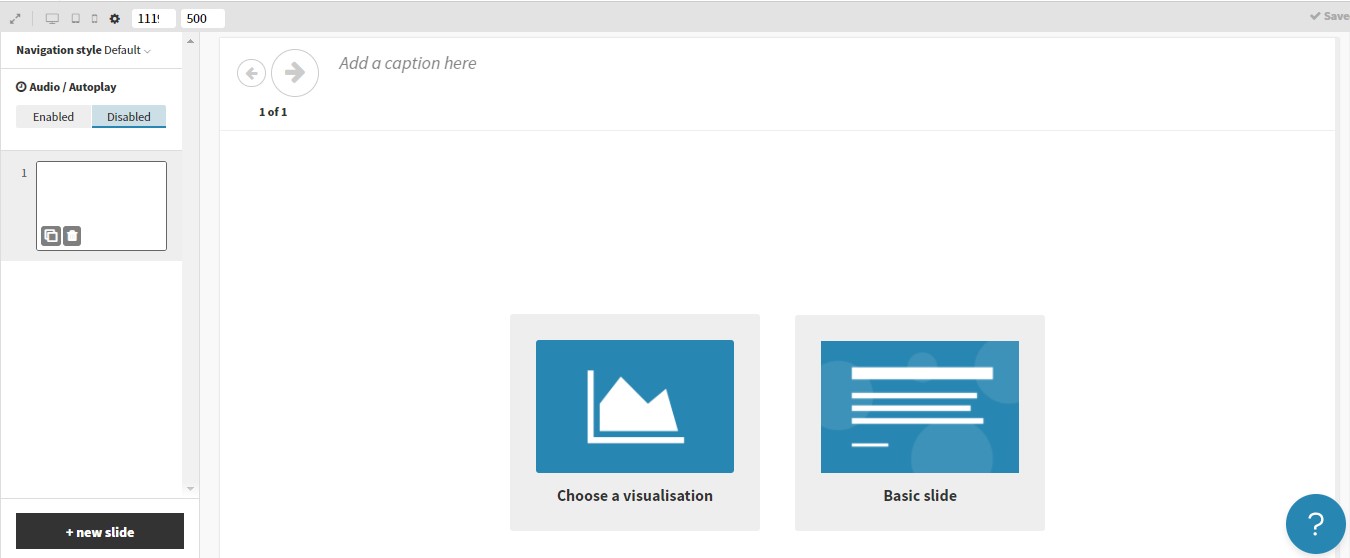 111
500
Save
Navigation style Default
Audio / Autoplay
Enabled
Disabled
1
+ new slide
Add a caption here
1 of 1
Choose a visualisation
Basic slide
?